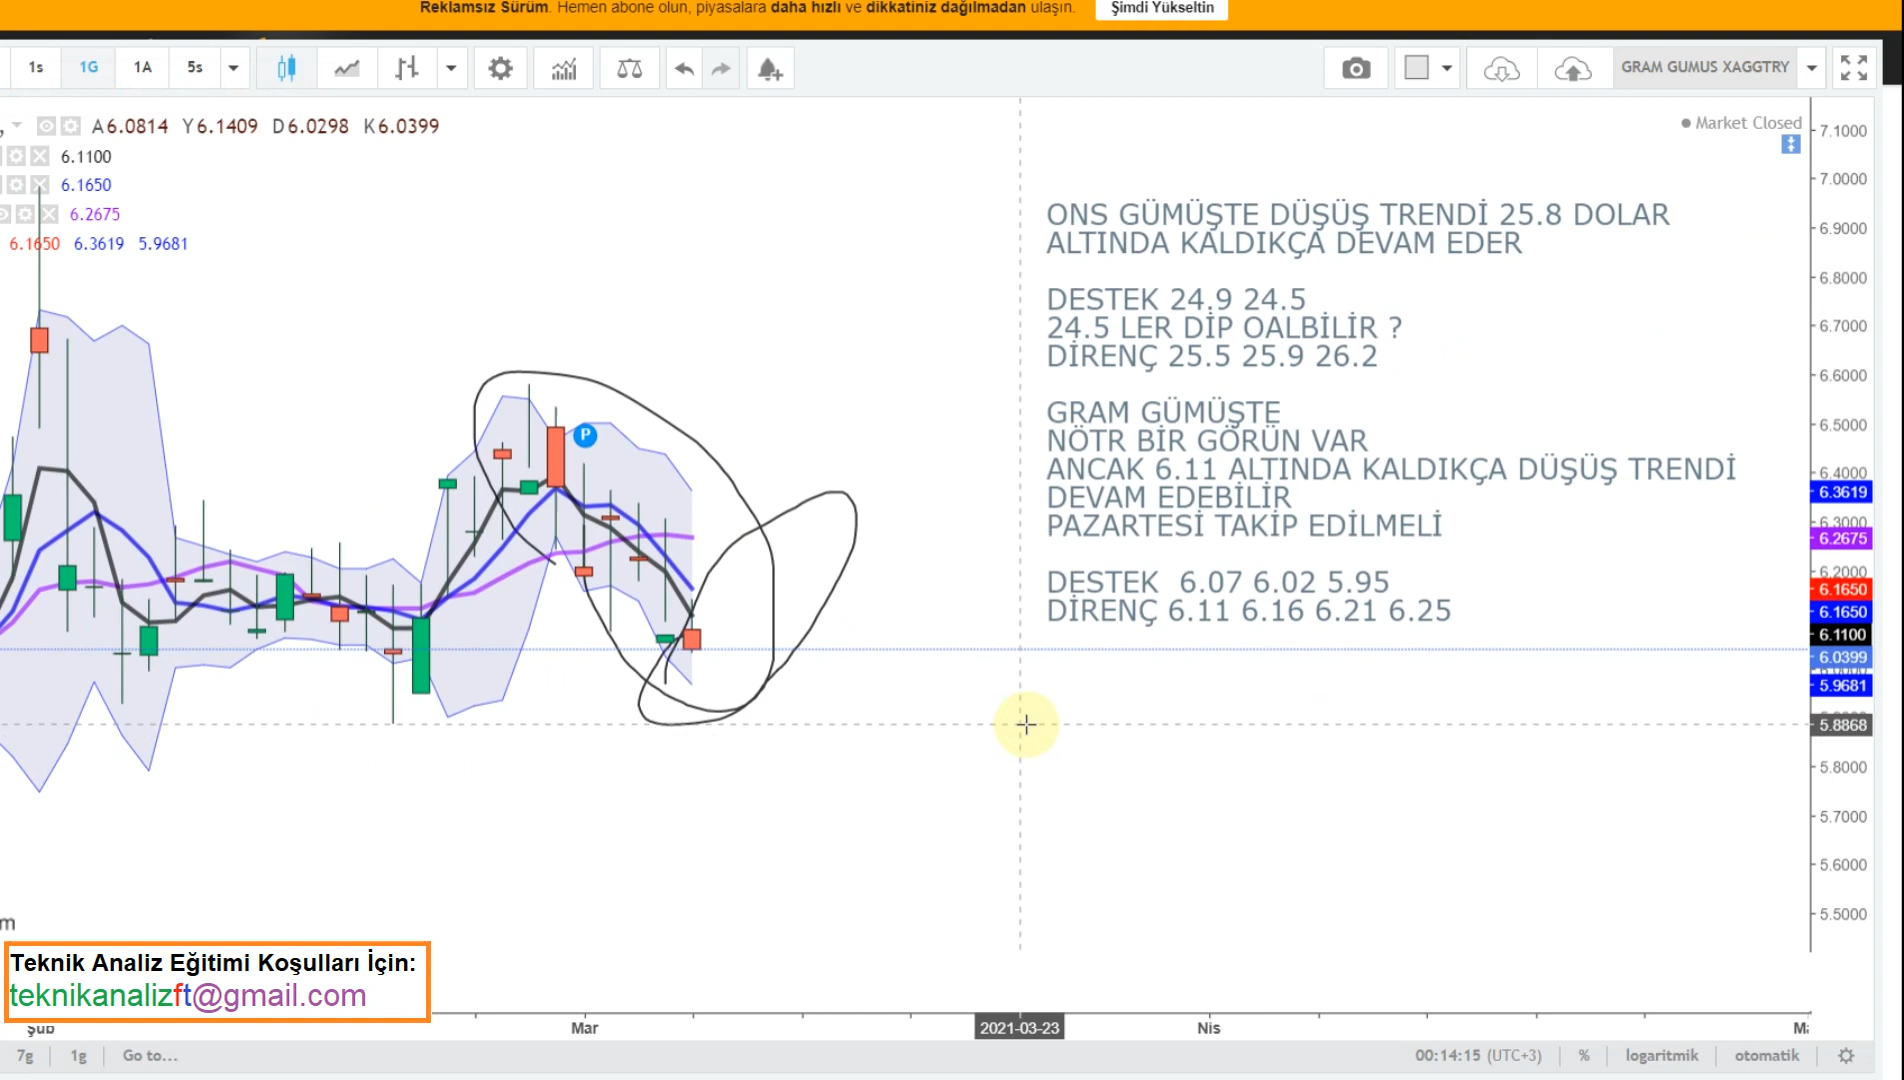 Reklamsız Sürüm. Hemen abone olun, piyasalara daha hızlı ve dikkatiniz dağılmadan ulaşın. Şimdi Yükseltin
1s 1G 1A 5s GRAM GUMUS XAGGTRY
A6.0814 Y6.1409 D6.0298 K6.0399
6.1100
6.1650
6.2675
6.1650 6.3619 5.9681
Market Closed
ONS GÜMÜŞTE DÜŞÜŞ TRENDİ 25.8 DOLAR
ALTINDA KALDIKÇA DEVAM EDER
DESTEK 24.9 24.5
24.5 LER DİP OALBİLİR ?
DİRENÇ 25.5 25.9 26.2
GRAM GÜMÜŞTE
NÖTR BİR GÖRÜN VAR
ANCAK 6.11 ALTINDA KALDIKÇA DÜŞÜŞ TRENDİ
DEVAM EDEBİLİR
PAZARTESİ TAKİP EDİLMELİ
DESTEK 6.07 6.02 5.95
DİRENÇ 6.11 6.16 6.21 6.25
P
7.1000
7.0000
6.9000
6.8000
6.7000
6.6000
6.5000
6.4000
6.3619
6.3000
6.2675
6.2000
6.1650
6.1650
6.1100
6.0399
5.9681
5.8868
5.8000
5.7000
5.6000
5.5000
m
Teknik Analiz Eğitimi Koşulları İçin:
teknikanalizft@gmail.com
Şub Mar 2021-03-23 Nis
7g 1g Go to... 00:14:15 (UTC+3) % logaritmik otomatik